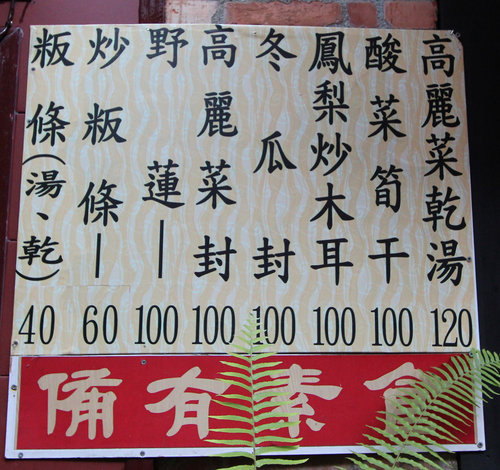 高麗菜乾湯 120
酸菜筍干 100
鳳梨炒木耳 100
冬瓜封 100
高麗菜封 100
野蓮— 100
炒粄條— 60
粄條(湯、乾) 40
備有素食